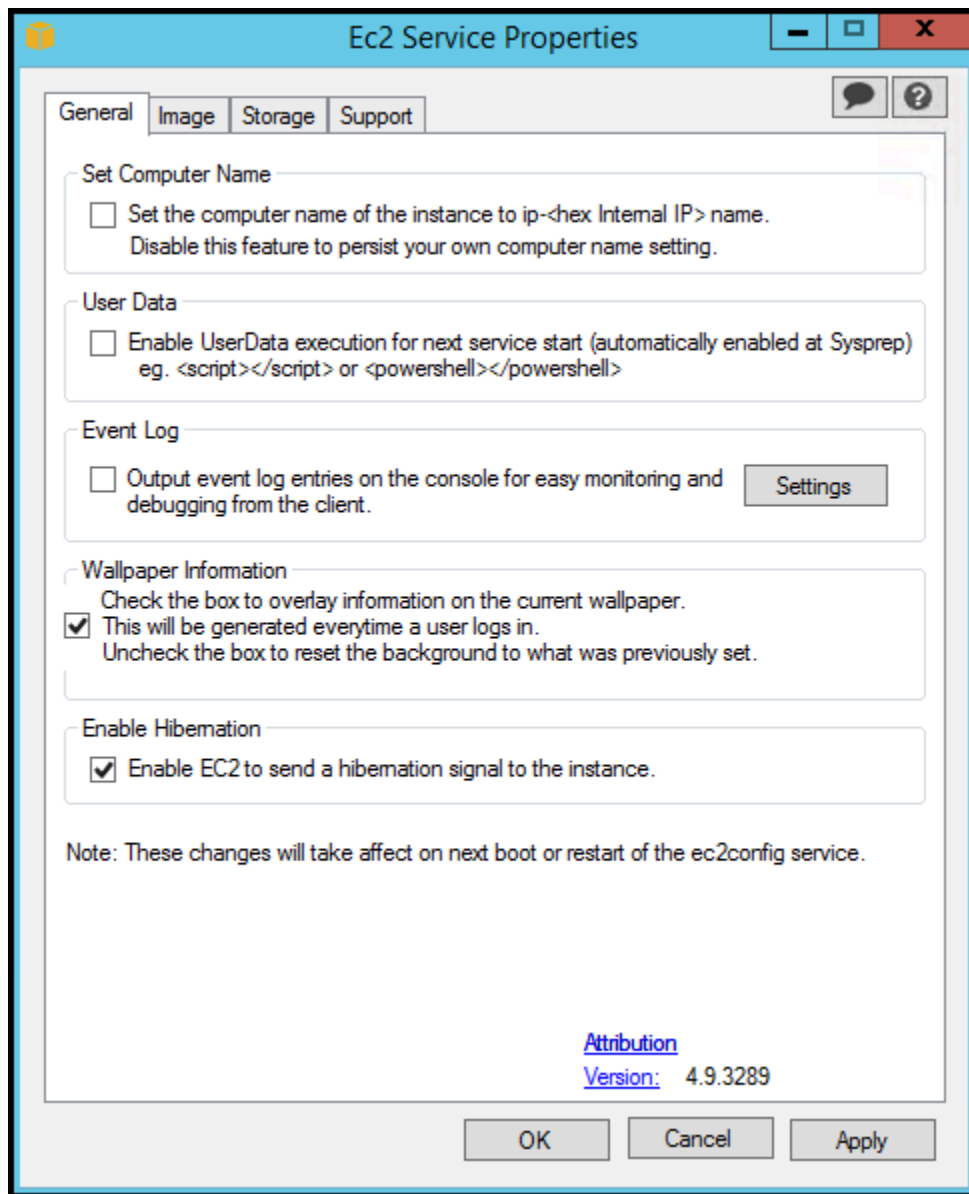 Ec2 Service Properties
General
Image
Storage
Support
Set Computer Name
Set the computer name of the instance to ip-<hex Internal IP> name.
Disable this feature to persist your own computer name setting.
User Data
Enable UserData execution for next service start (automatically enabled at Sysprep)
eg. <script></script> or <powershell></powershell>
Event Log
Output event log entries on the console for easy monitoring and
debugging from the client.
Settings
Wallpaper Information
Check the box to overlay information on the current wallpaper.
This will be generated everytime a user logs in.
Uncheck the box to reset the background to what was previously set.
Enable Hibernation
Enable EC2 to send a hibernation signal to the instance.
Note: These changes will take affect on next boot or restart of the ec2config service.
Attribution
Version: 4.9.3289
OK
Cancel
Apply